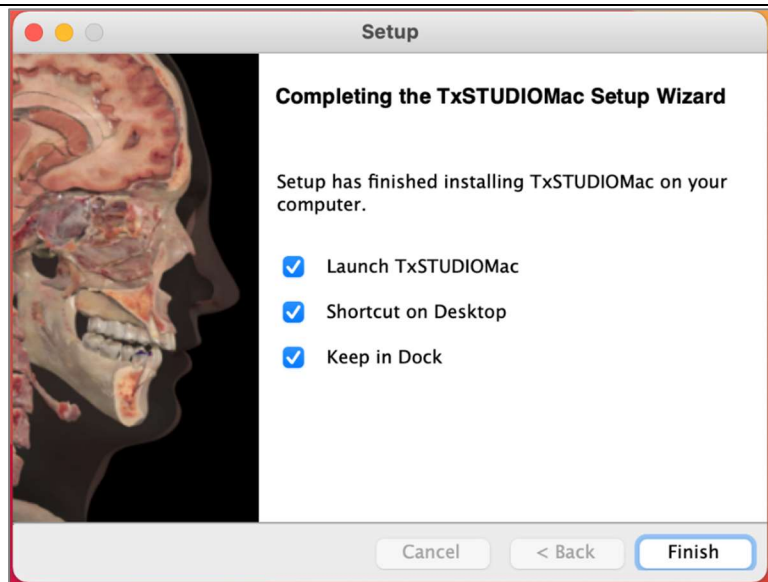 Setup
Completing the TxSTUDIOMac Setup Wizard
Setup has finished installing TxSTUDIOMac on your
computer.
Launch TxSTUDIOMac
Shortcut on Desktop
Keep in Dock
Cancel
< Back
Finish